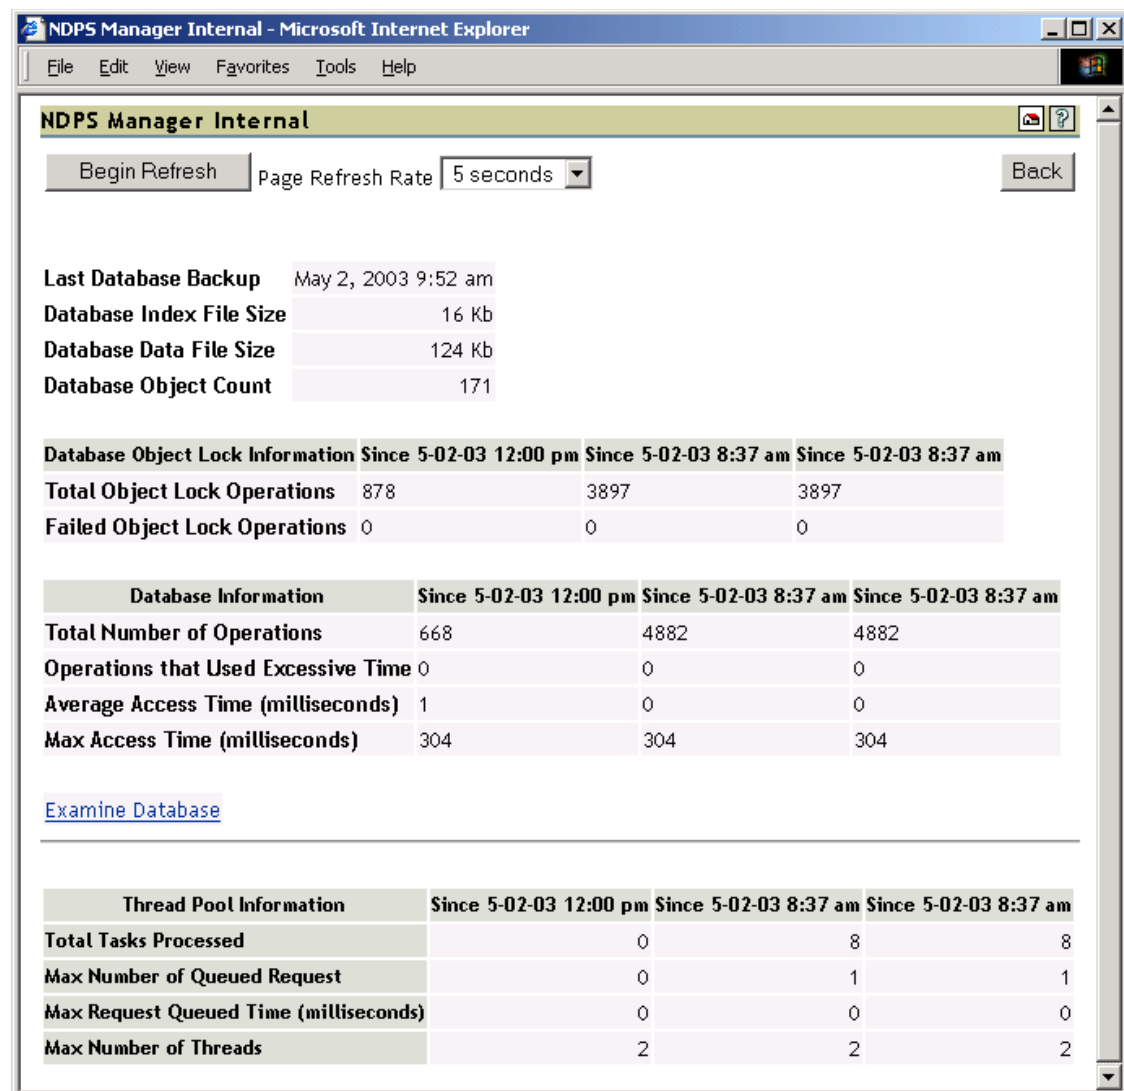 NDPS Manager Internal - Microsoft Internet Explorer
File Edit View Favorites Tools Help
NDPS Manager Internal
Begin Refresh Page Refresh Rate 5 seconds Back
Last Database Backup May 2, 2003 9:52 am
Database Index File Size 16 Kb
Database Data File Size 124 Kb
Database Object Count 171
Database Object Lock Information Since 5-02-03 12:00 pm Since 5-02-03 8:37 am Since 5-02-03 8:37 am
Total Object Lock Operations 878 3897 3897
Failed Object Lock Operations 0 0 0
Database Information Since 5-02-03 12:00 pm Since 5-02-03 8:37 am Since 5-02-03 8:37 am
Total Number of Operations 668 4882 4882
Operations that Used Excessive Time 0 0 0
Average Access Time (milliseconds) 1 0 0
Max Access Time (milliseconds) 304 304 304
Examine Database
Thread Pool Information Since 5-02-03 12:00 pm Since 5-02-03 8:37 am Since 5-02-03 8:37 am
Total Tasks Processed 0 8 8
Max Number of Queued Request 0 1 1
Max Request Queued Time (milliseconds) 0 0 0
Max Number of Threads 2 2 2